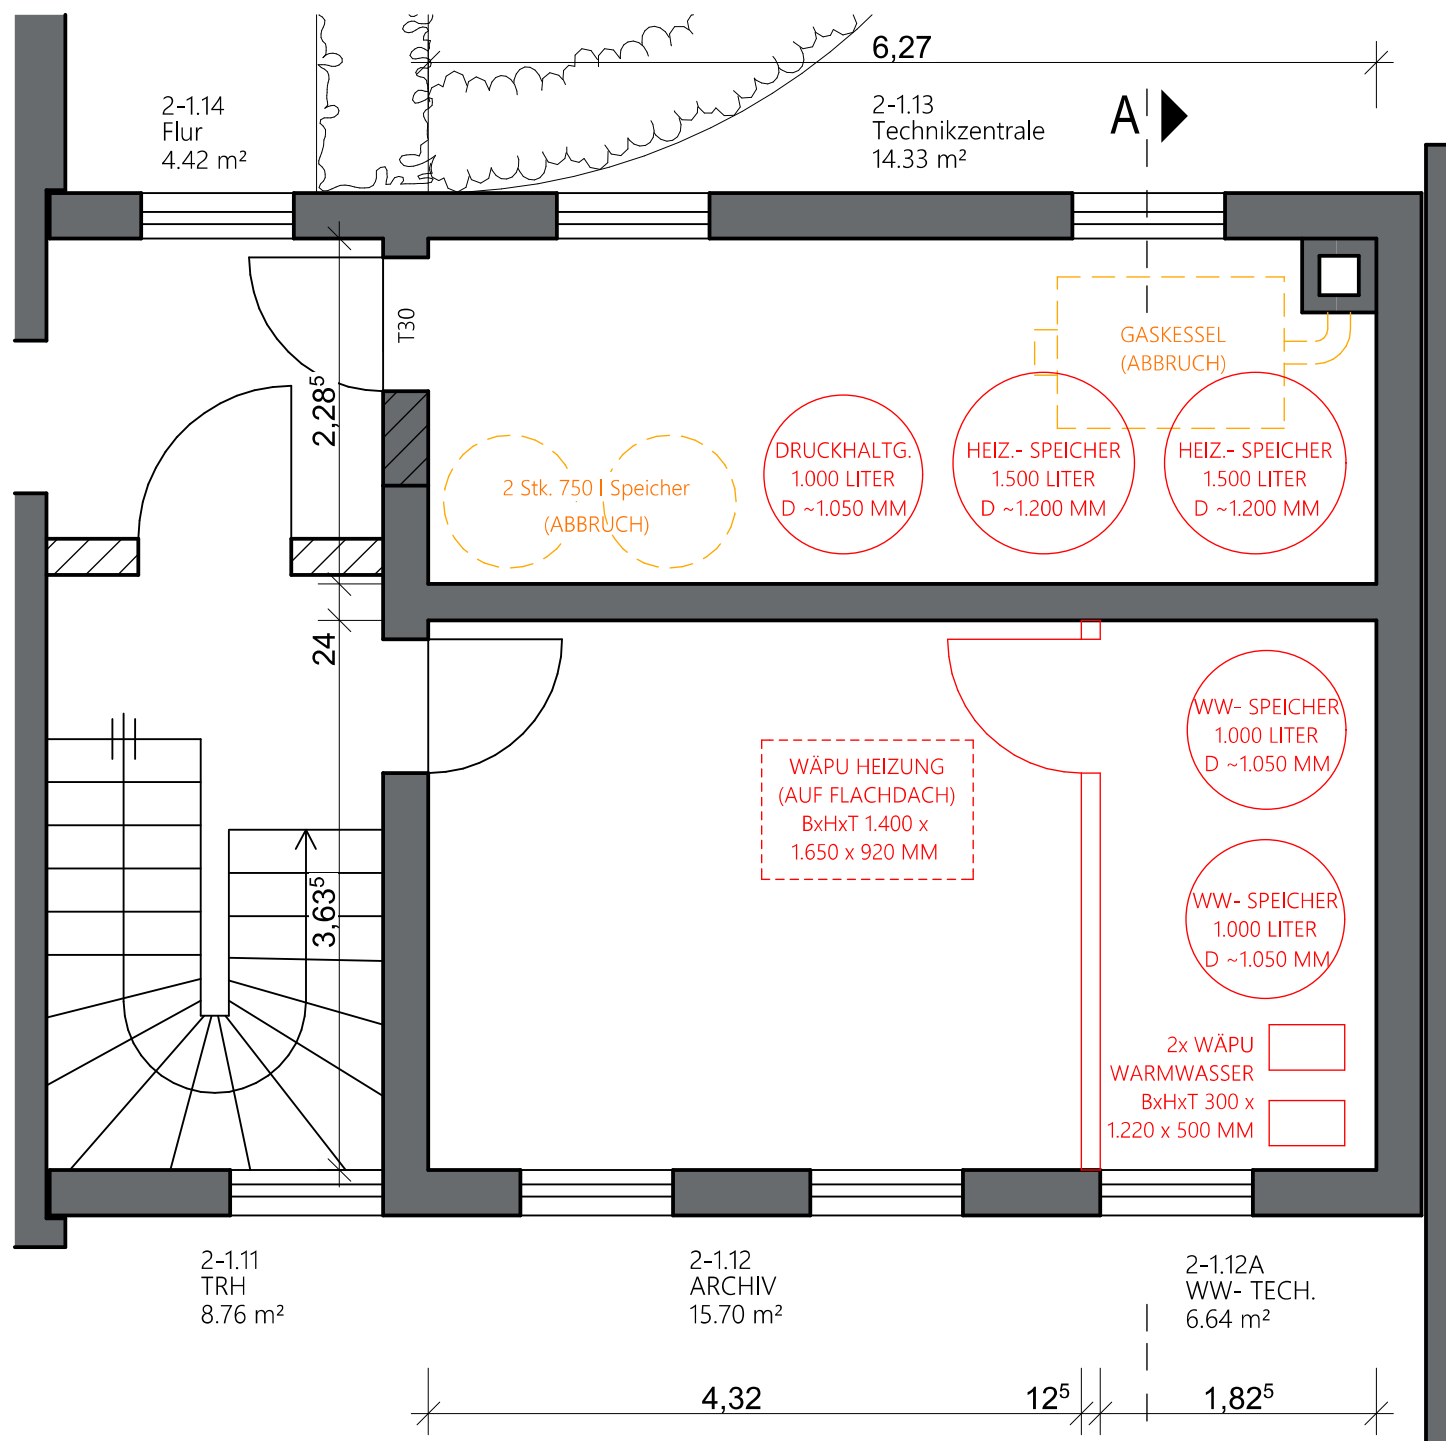 6,27
2-1.14
Flur
4.42 m²
2-1.13
Technikzentrale
14.33 m²
A
T30
GASKESSEL
(ABBRUCH)
2,28⁵
DRUCKHALTG.
1.000 LITER
D ~1.050 MM
HEIZ.- SPEICHER
1.500 LITER
D ~1.200 MM
HEIZ.- SPEICHER
1.500 LITER
D ~1.200 MM
2 Stk. 750 l Speicher
(ABBRUCH)
24
WW- SPEICHER
1.000 LITER
D ~1.050 MM
WÄPU HEIZUNG
(AUF FLACHDACH)
BxHxT 1.400 x
1.650 x 920 MM
3,63⁵
WW- SPEICHER
1.000 LITER
D ~1.050 MM
2x WÄPU
WARMWASSER
BxHxT 300 x
1.220 x 500 MM
2-1.11
TRH
8.76 m²
2-1.12
ARCHIV
15.70 m²
2-1.12A
WW- TECH.
6.64 m²
4,32
12⁵
1,82⁵